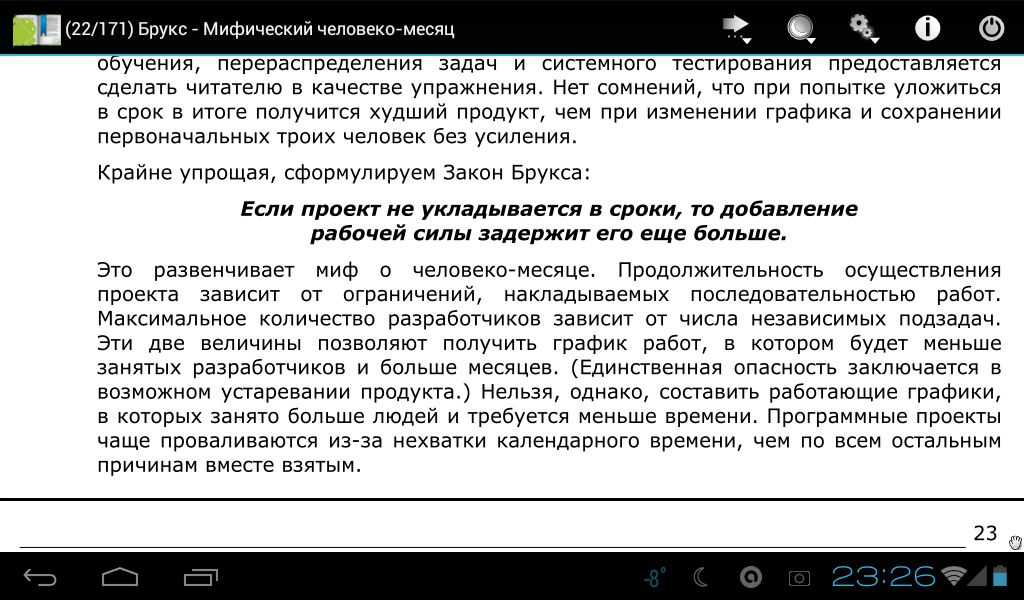 (22/171) Брукс - Мифический человеко-месяц
обучения, перераспределения задач и системного тестирования предоставляется
сделать читателю в качестве упражнения. Нет сомнений, что при попытке уложиться
в срок в итоге получится худший продукт, чем при изменении графика и сохранении
первоначальных троих человек без усиления.
Крайне упрощая, сформулируем Закон Брукса:
Если проект не укладывается в сроки, то добавление
рабочей силы задержит его еще больше.
Это развенчивает миф о человеко-месяце. Продолжительность осуществления
проекта зависит от ограничений, накладываемых последовательностью работ.
Максимальное количество разработчиков зависит от числа независимых подзадач.
Эти две величины позволяют получить график работ, в котором будет меньше
занятых разработчиков и больше месяцев. (Единственная опасность заключается в
возможном устаревании продукта.) Нельзя, однако, составить работающие графики,
в которых занято больше людей и требуется меньше времени. Программные проекты
чаще проваливаются из-за нехватки календарного времени, чем по всем остальным
причинам вместе взятым.
23
-8° 23:26